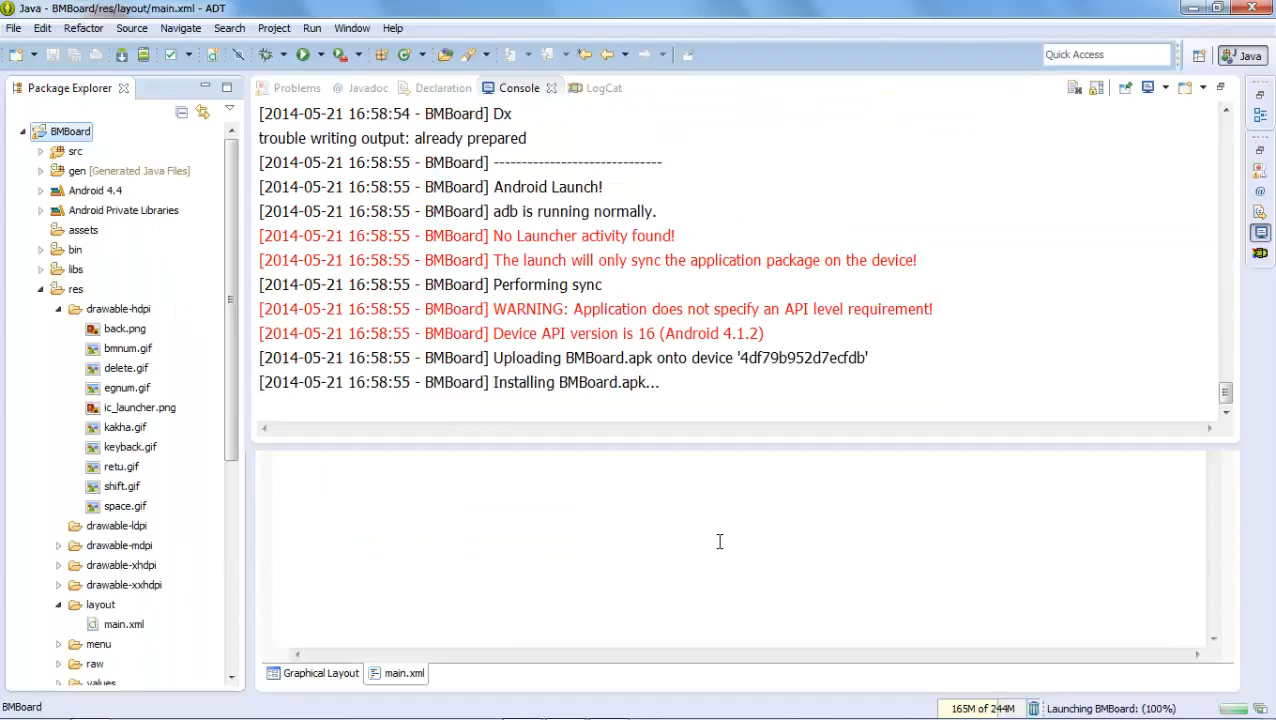 Java - BMBoard/res/layout/main.xml - ADT
File Edit Refactor Source Navigate Search Project Run Window Help
Quick Access
Java
Package Explorer
Problems
@ Javadoc
Declaration
Console
LogCat
BMBoard
src
gen [Generated Java Files]
Android 4.4
Android Private Libraries
assets
bin
libs
res
drawable-hdpi
back.png
bmnum.gif
delete.gif
egnum.gif
ic_launcher.png
kakha.gif
keyback.gif
retu.gif
shift.gif
space.gif
drawable-ldpi
drawable-mdpi
drawable-xhdpi
drawable-xxhdpi
layout
main.xml
menu
raw
values
[2014-05-21 16:58:54 - BMBoard] Dx
trouble writing output: already prepared
[2014-05-21 16:58:55 - BMBoard] ------------------------------
[2014-05-21 16:58:55 - BMBoard] Android Launch!
[2014-05-21 16:58:55 - BMBoard] adb is running normally.
[2014-05-21 16:58:55 - BMBoard] No Launcher activity found!
[2014-05-21 16:58:55 - BMBoard] The launch will only sync the application package on the device!
[2014-05-21 16:58:55 - BMBoard] Performing sync
[2014-05-21 16:58:55 - BMBoard] WARNING: Application does not specify an API level requirement!
[2014-05-21 16:58:55 - BMBoard] Device API version is 16 (Android 4.1.2)
[2014-05-21 16:58:55 - BMBoard] Uploading BMBoard.apk onto device '4df79b952d7ecfdb'
[2014-05-21 16:58:55 - BMBoard] Installing BMBoard.apk...
Graphical Layout
main.xml
BMBoard
165M of 244M
Launching BMBoard: (100%)